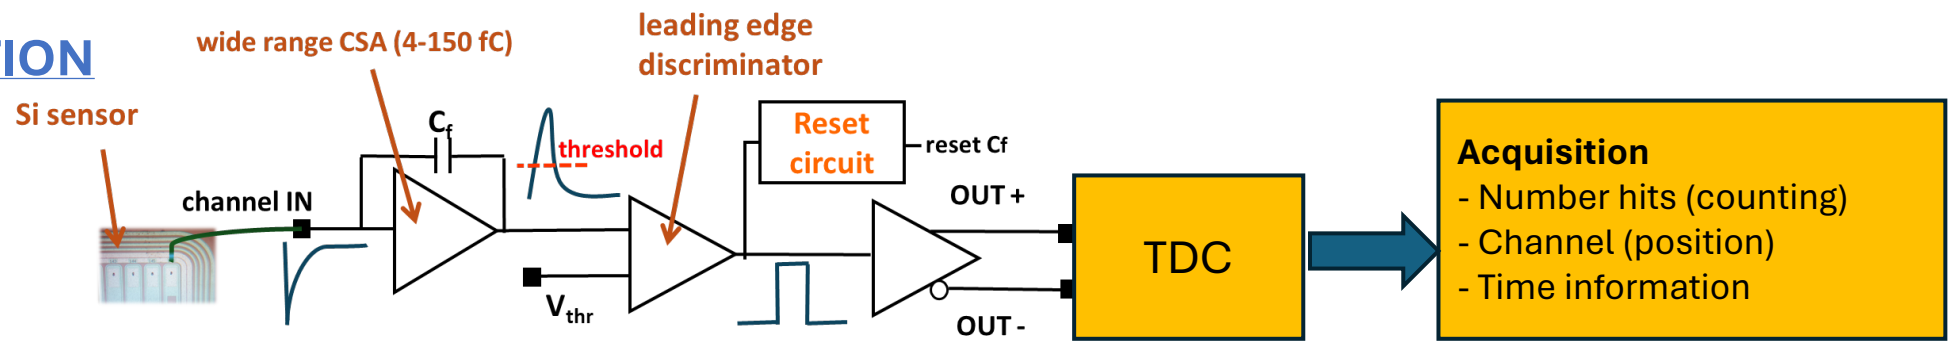 TION
wide range CSA (4-150 fC)
leading edge
discriminator
Si sensor
Cf
threshold
Reset
circuit
reset Cf
channel IN
OUT +
Vthr
OUT -
TDC
Acquisition
- Number hits (counting)
- Channel (position)
- Time information